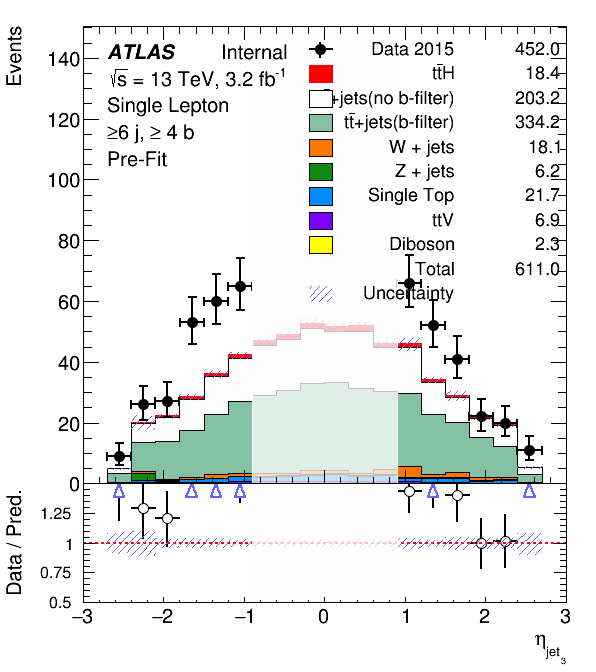 Events
ATLAS Internal
√s = 13 TeV, 3.2 fb-1
Single Lepton
≥6 j, ≥ 4 b
Pre-Fit
Data 2015 452.0
tt̄H 18.4
+jets(no b-filter) 203.2
tt̄+jets(b-filter) 334.2
W + jets 18.1
Z + jets 6.2
Single Top 21.7
ttV 6.9
Diboson 2.3
Total 611.0
Uncertainty
140
120
100
80
60
40
20
0
Data / Pred.
1.25
1
0.75
0.5
−3 −2 −1 0 1 2 3
ηjet3